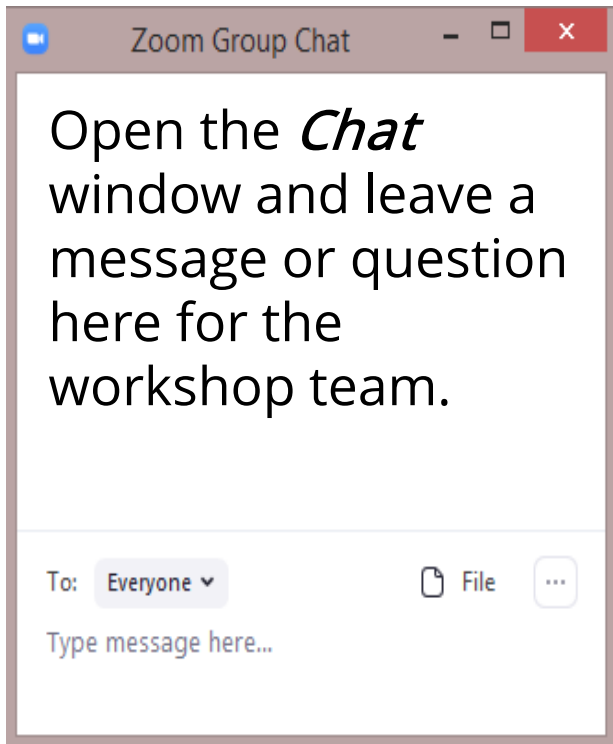 Zoom Group Chat
Open the Chat
window and leave a
message or question
here for the
workshop team.
To: Everyone File ...
Type message here...